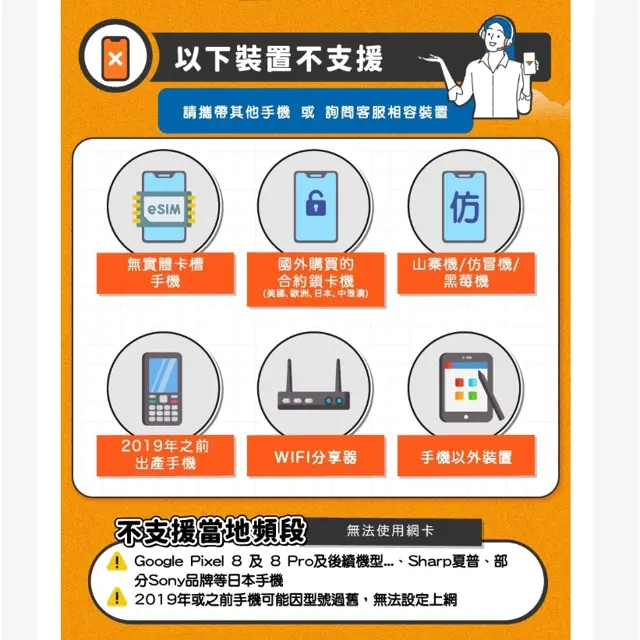 以下裝置不支援
請攜帶其他手機 或 詢問客服相容裝置
eSIM
仿
無實體卡槽
手機
國外購買的
合約鎖卡機
(美國、歐洲、日本、中港澳)
山寨機/仿冒機/
黑莓機
2019年之前
出產手機
WIFI分享器
手機以外裝置
不支援當地頻段
無法使用網卡
Google Pixel 8 及 8 Pro及後續機型...、Sharp夏普、部
分Sony品牌等日本手機
2019年或之前手機可能因型號過舊，無法設定上網